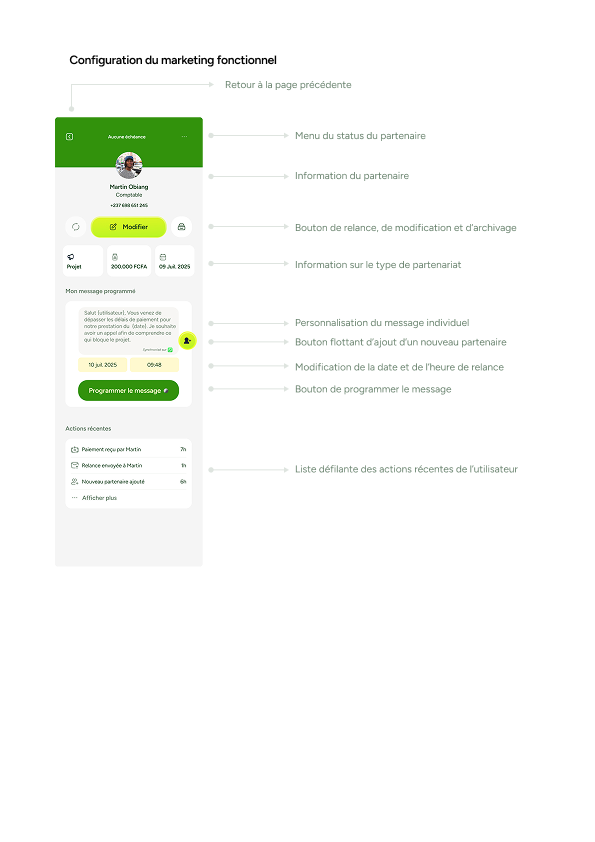 Configuration du marketing fonctionnel
Retour à la page précédente
Aucune échéance
Menu du status du partenaire
Information du partenaire
Martin Obiang
Comptable
+237 698 651 245
Modifier
Bouton de relance, de modification et d'archivage
Projet
200.000 FCFA
09 Juil. 2025
Information sur le type de partenariat
Mon message programmé
Salut {utilisateur}. Vous venez de
dépasser les délais de paiement pour
notre prestation du {date}. Je souhaite
avoir un appel afin de comprendre ce
qui bloque le projet.
Synchronisé sur
Personnalisation du message individuel
Bouton flottant d'ajout d'un nouveau partenaire
10 juil. 2025
09:48
Modification de la date et de l'heure de relance
Programmer le message
Bouton de programmer le message
Actions récentes
Paiement reçu par Martin 7h
Relance envoyée à Martin 1h
Nouveau partenaire ajouté 6h
Afficher plus
Liste défilante des actions récentes de l'utilisateur